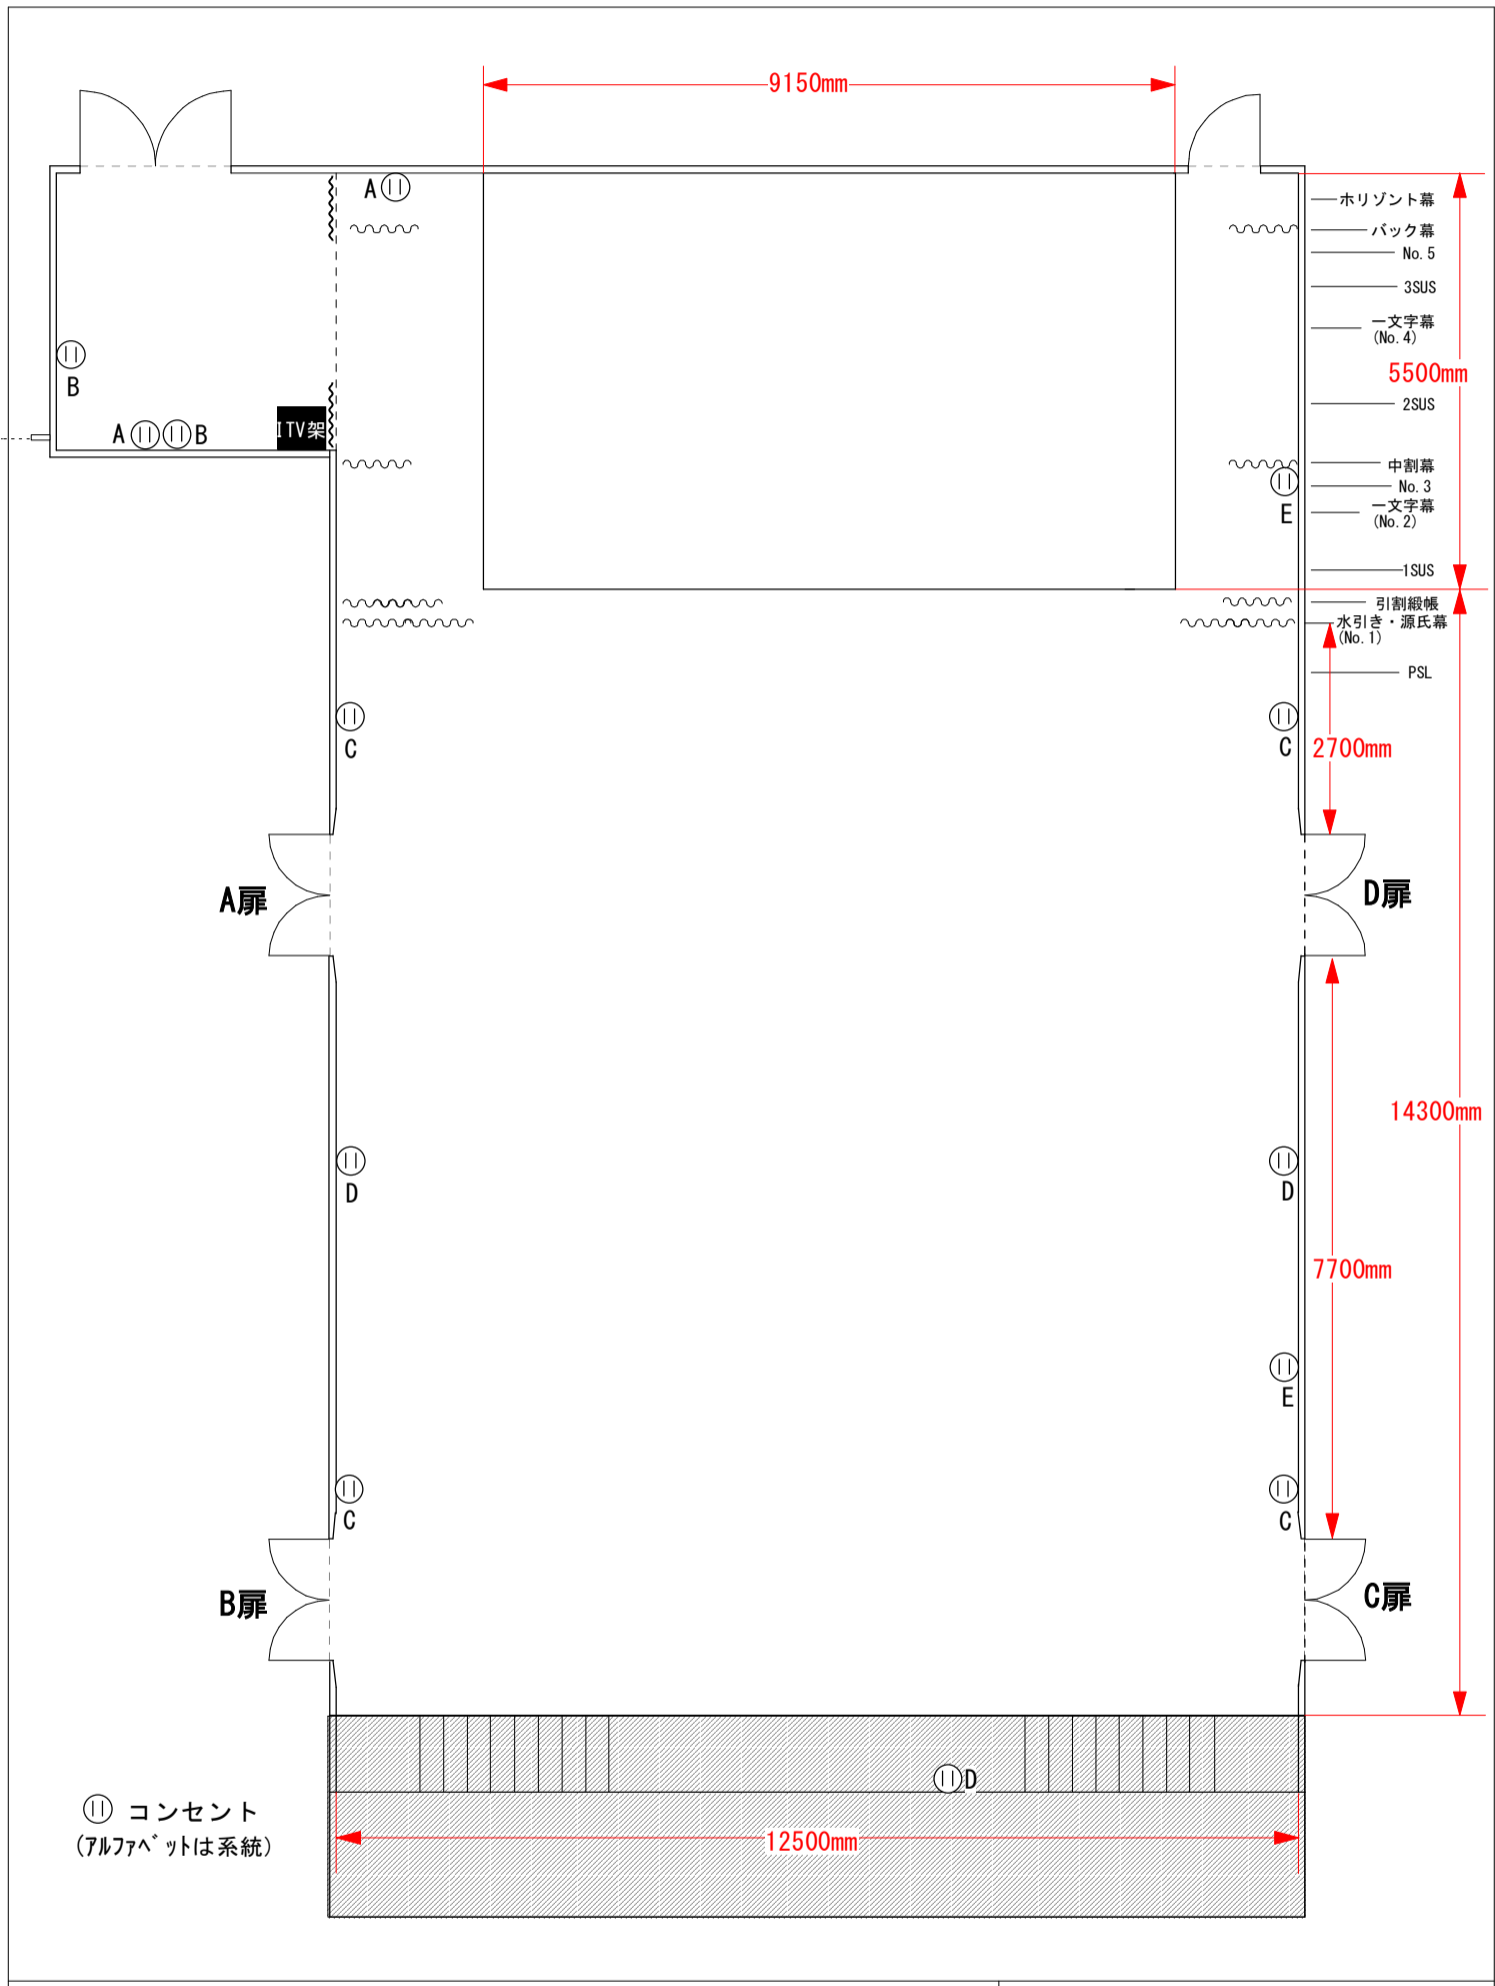 9150mm
A
ホリゾント幕
バック幕
No.5
3SUS
一文字幕
(No.4)
5500mm
B
2SUS
A
B
ITV架
中割幕
No.3
E
一文字幕
(No.2)
1SUS
引割緞帳
水引き・源氏幕
(No.1)
PSL
C
C
2700mm
A扉
D扉
14300mm
D
D
7700mm
E
C
C
B扉
C扉
D
コンセント
(アルファベットは系統)
12500mm